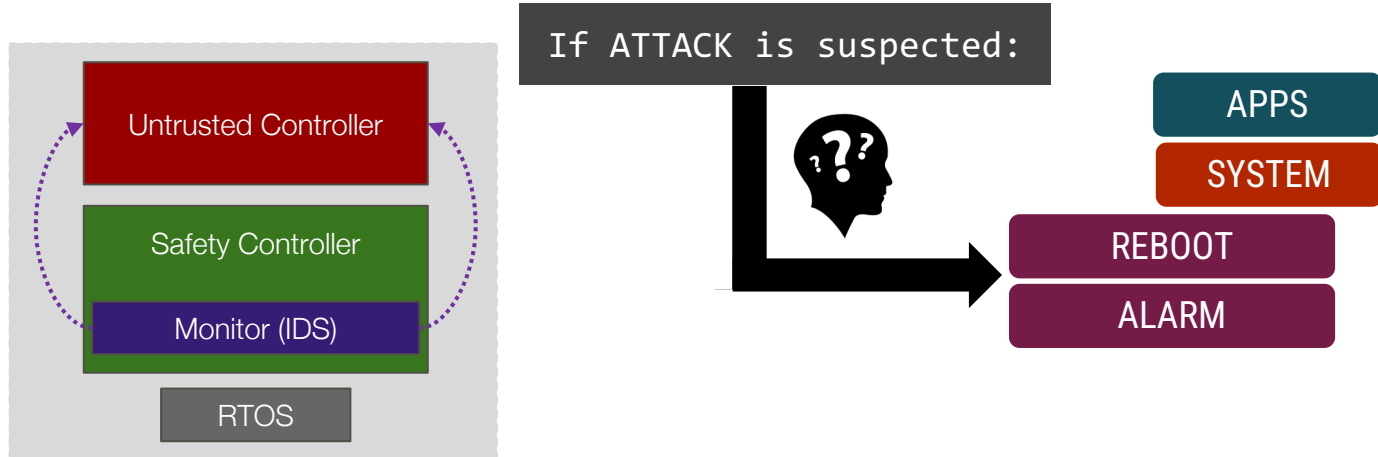 Untrusted Controller
Safety Controller
Monitor (IDS)
RTOS
If ATTACK is suspected:
? ? ?
APPS
SYSTEM
REBOOT
ALARM